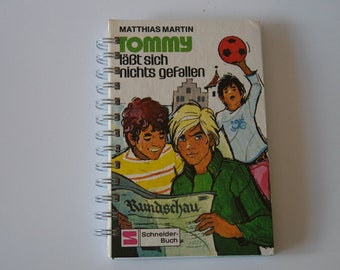 MATTHIAS MARTIN
TOMMY
läßt sich
nichts gefallen
Rundschau
Schneider-
Buch